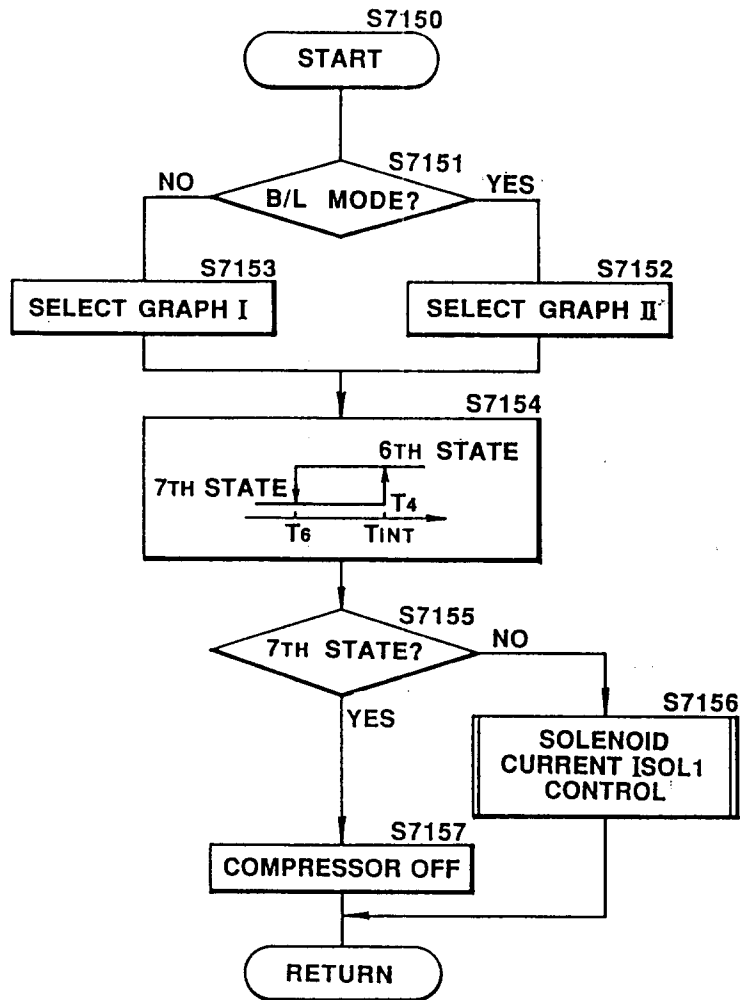 S7150
START
S7151
NO
B/L MODE?
YES
S7153
S7152
SELECT GRAPH I
SELECT GRAPH II
S7154
6TH STATE
7TH STATE
T4
T6
TINT
S7155
7TH STATE?
NO
YES
S7156
SOLENOID
CURRENT ISOL1
CONTROL
S7157
COMPRESSOR OFF
RETURN